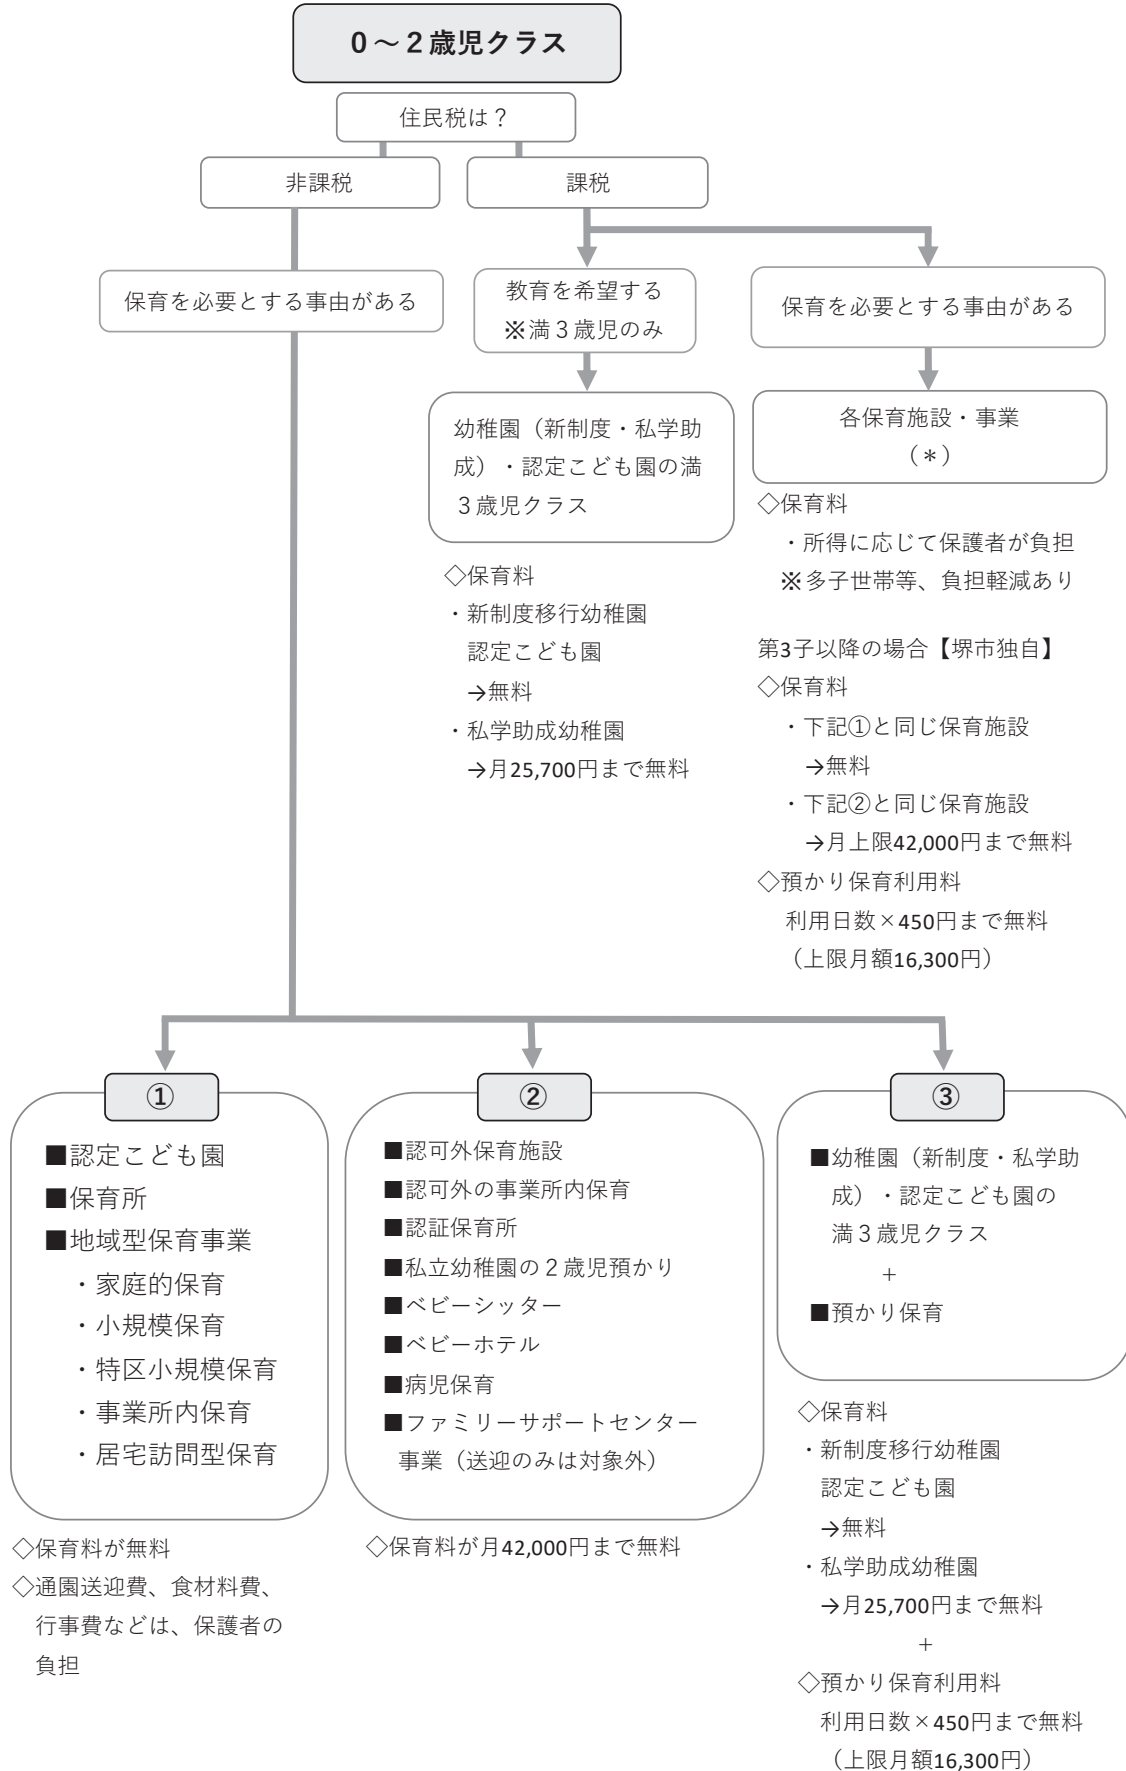 0～2歳児クラス
住民税は？
非課税
課税
保育を必要とする事由がある
教育を希望する
※満３歳児のみ
保育を必要とする事由がある
幼稚園（新制度・私学助
成）・認定こども園の満
３歳児クラス
◇保育料
・新制度移行幼稚園
認定こども園
→無料
・私学助成幼稚園
→月25,700円まで無料
各保育施設・事業
（＊）
◇保育料
・所得に応じて保護者が負担
※多子世帯等、負担軽減あり
第3子以降の場合【堺市独自】
◇保育料
・下記①と同じ保育施設
→無料
・下記②と同じ保育施設
→月上限42,000円まで無料
◇預かり保育利用料
利用日数×450円まで無料
（上限月額16,300円）
①
■認定こども園
■保育所
■地域型保育事業
・家庭的保育
・小規模保育
・特区小規模保育
・事業所内保育
・居宅訪問型保育
◇保育料が無料
◇通園送迎費、食材料費、
行事費などは、保護者の
負担
②
■認可外保育施設
■認可外の事業所内保育
■認証保育所
■私立幼稚園の２歳児預かり
■ベビーシッター
■ベビーホテル
■病児保育
■ファミリーサポートセンター
事業（送迎のみは対象外）
◇保育料が月42,000円まで無料
③
■幼稚園（新制度・私学助
成）・認定こども園の
満３歳児クラス
＋
■預かり保育
◇保育料
・新制度移行幼稚園
認定こども園
→無料
・私学助成幼稚園
→月25,700円まで無料
＋
◇預かり保育利用料
利用日数×450円まで無料
（上限月額16,300円）